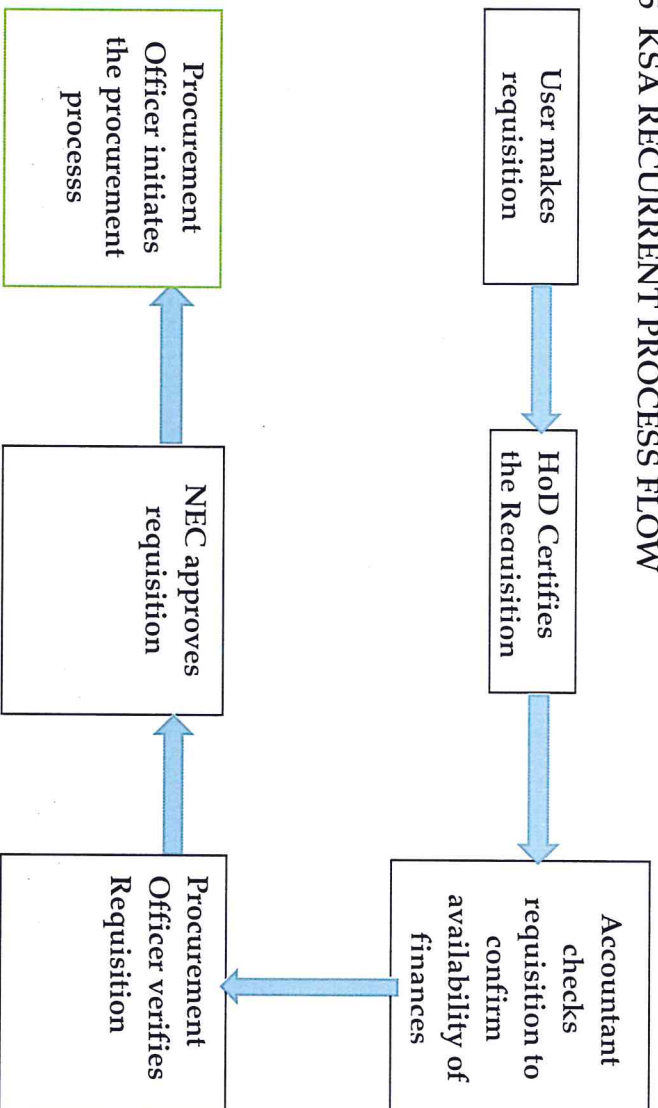 KSA RECURRENT PROCESS FLOW
User makes
requisition
HoD Certifies
the Requisition
Accountant
checks
requisition to
confirm
availability of
finances
Procurement
Officer verifies
Requisition
NEC approves
requisition
Procurement
Officer initiates
the procurement
processs